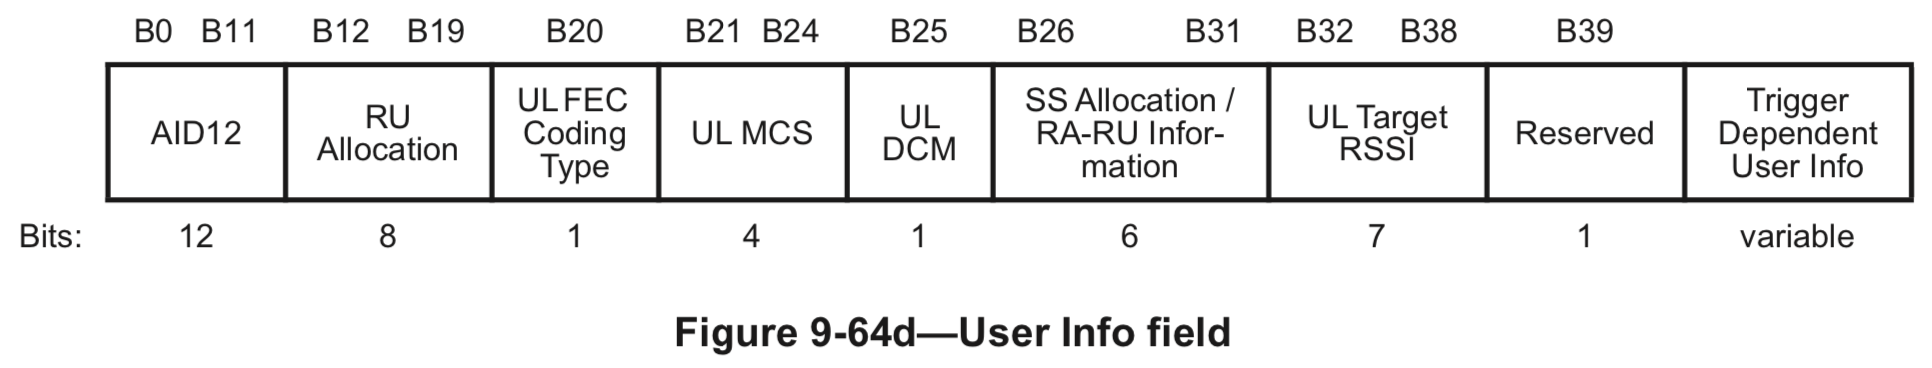 B0 B11 B12 B19 B20 B21 B24 B25 B26 B31 B32 B38 B39
AID12
RU
Allocation
UL FEC
Coding
Type
UL MCS
UL
DCM
SS Allocation /
RA-RU Infor-
mation
UL Target
RSSI
Reserved
Trigger
Dependent
User Info
Bits: 12 8 1 4 1 6 7 1 variable
Figure 9-64d—User Info field